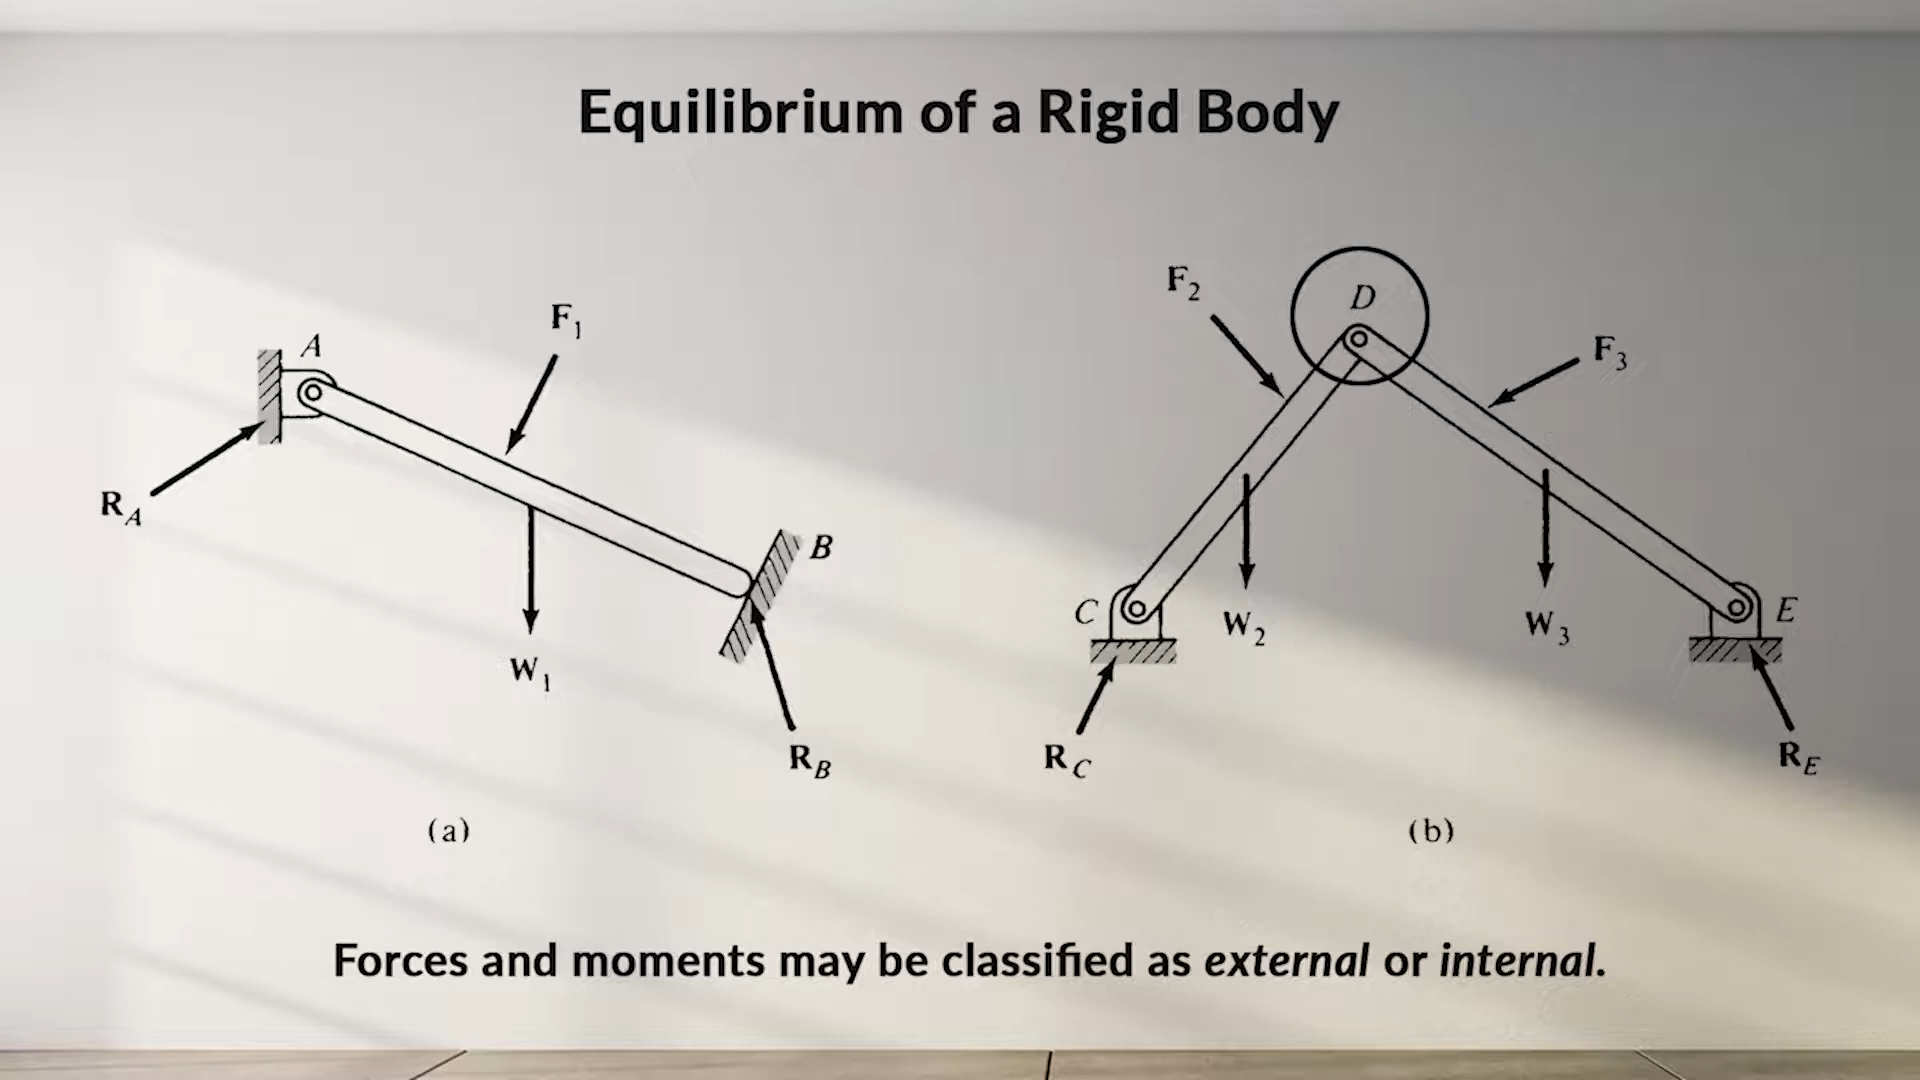 Equilibrium of a Rigid Body
F1
A
RA
B
W1
RB
(a)
F2
D
F3
C
W2
W3
E
RC
RE
(b)
Forces and moments may be classified as external or internal.